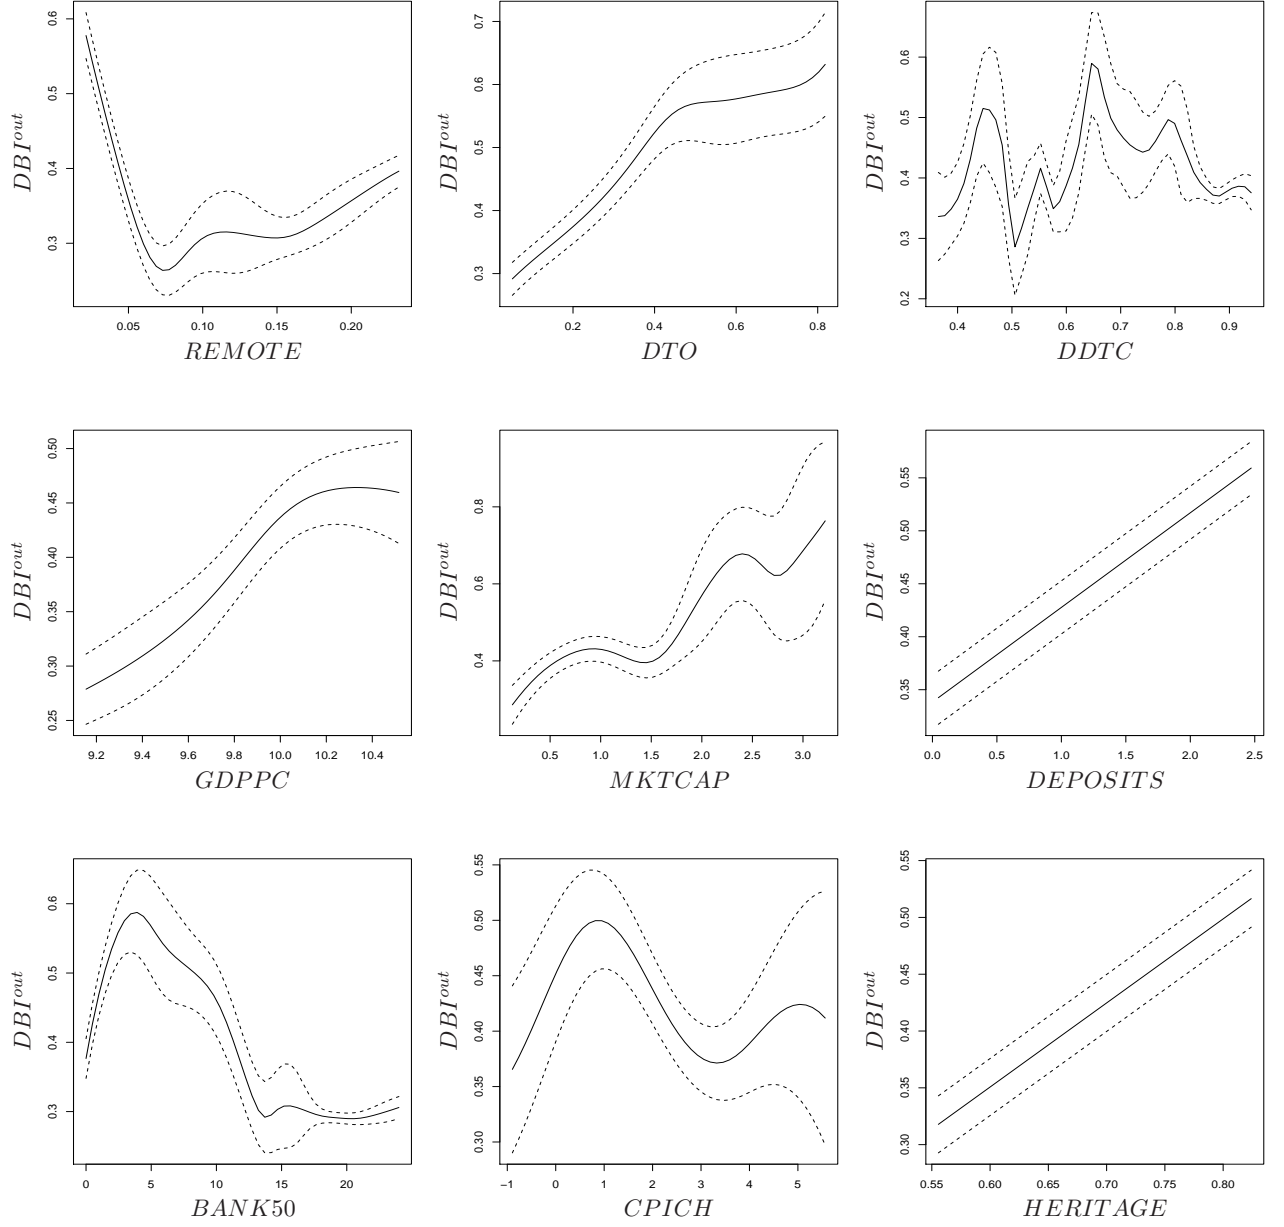 0.3 0.4 0.5 0.6
DBI^out
0.05 0.10 0.15 0.20
REMOTE
0.3 0.4 0.5 0.6 0.7
DBI^out
0.2 0.4 0.6 0.8
DTO
0.2 0.3 0.4 0.5 0.6
DBI^out
0.4 0.5 0.6 0.7 0.8 0.9
DDTC
0.25 0.30 0.35 0.40 0.45 0.50
DBI^out
9.2 9.4 9.6 9.8 10.0 10.2 10.4
GDPPC
0.4 0.6 0.8
DBI^out
0.5 1.0 1.5 2.0 2.5 3.0
MKTCAP
0.35 0.40 0.45 0.50 0.55
DBI^out
0.0 0.5 1.0 1.5 2.0 2.5
DEPOSITS
0.3 0.4 0.5 0.6
DBI^out
0 5 10 15 20
BANK50
0.30 0.35 0.40 0.45 0.50 0.55
DBI^out
−1 0 1 2 3 4 5
CPICH
0.30 0.35 0.40 0.45 0.50 0.55
DBI^out
0.55 0.60 0.65 0.70 0.75 0.80
HERITAGE